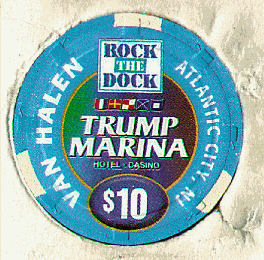 ROCK
THE
DOCK
TRUMP
MARINA
HOTEL · CASINO
$10
VAN HALEN
ATLANTIC CITY, NJ